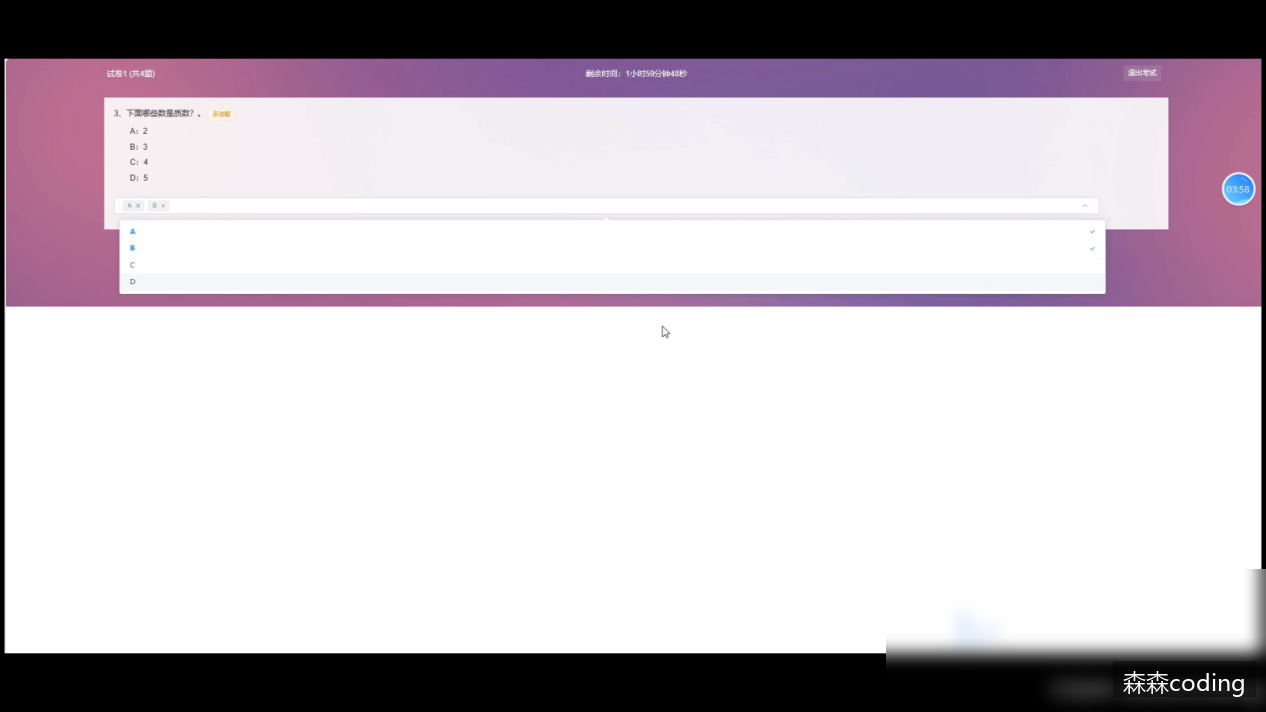 试卷1 (共4题)
剩余时间：1小时59分钟48秒
退出考试
3、下面哪些数是质数？。 多选题
A：2
B：3
C：4
D：5
A × B ×
A
B
C
D
03:58
森森coding